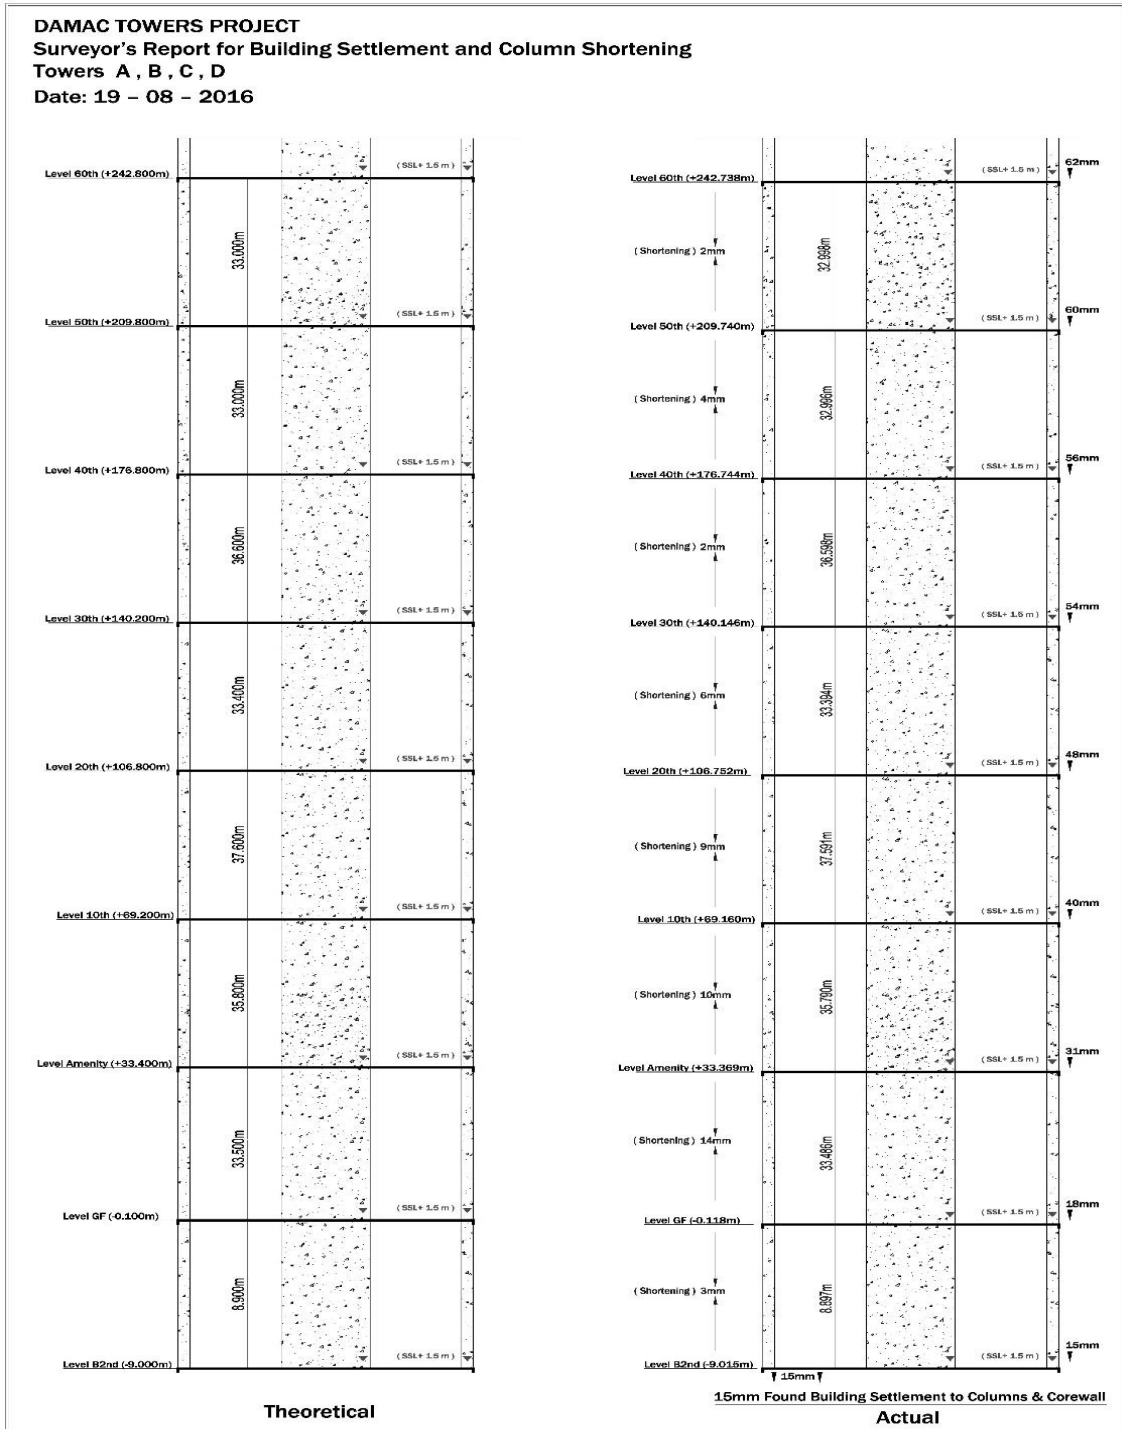 DAMAC TOWERS PROJECT
Surveyor's Report for Building Settlement and Column Shortening
Towers A , B , C , D
Date: 19 – 08 – 2016
Level 60th (+242.800m)
( SSL+ 1.5 m )
33.000m
Level 50th (+209.800m)
( SSL+ 1.5 m )
33.000m
Level 40th (+176.800m)
( SSL+ 1.5 m )
36.600m
Level 30th (+140.200m)
( SSL+ 1.5 m )
33.400m
Level 20th (+106.800m)
( SSL+ 1.5 m )
37.600m
Level 10th (+69.200m)
( SSL+ 1.5 m )
35.800m
Level Amenity (+33.400m)
( SSL+ 1.5 m )
33.500m
Level GF (-0.100m)
( SSL+ 1.5 m )
8.900m
Level B2nd (-9.000m)
( SSL+ 1.5 m )
Theoretical
Level 60th (+242.738m)
( SSL+ 1.5 m )
62mm
( Shortening ) 2mm
32.998m
Level 50th (+209.740m)
( SSL+ 1.5 m )
60mm
( Shortening ) 4mm
32.996m
Level 40th (+176.744m)
( SSL+ 1.5 m )
56mm
( Shortening ) 2mm
36.598m
Level 30th (+140.146m)
( SSL+ 1.5 m )
54mm
( Shortening ) 6mm
33.394m
Level 20th (+106.752m)
( SSL+ 1.5 m )
48mm
( Shortening ) 9mm
37.591m
Level 10th (+69.160m)
( SSL+ 1.5 m )
40mm
( Shortening ) 10mm
35.790m
Level Amenity (+33.369m)
( SSL+ 1.5 m )
31mm
( Shortening ) 14mm
33.486m
Level GF (-0.118m)
( SSL+ 1.5 m )
18mm
( Shortening ) 3mm
8.897m
Level B2nd (-9.015m)
( SSL+ 1.5 m )
15mm
15mm
15mm Found Building Settlement to Columns & Corewall
Actual